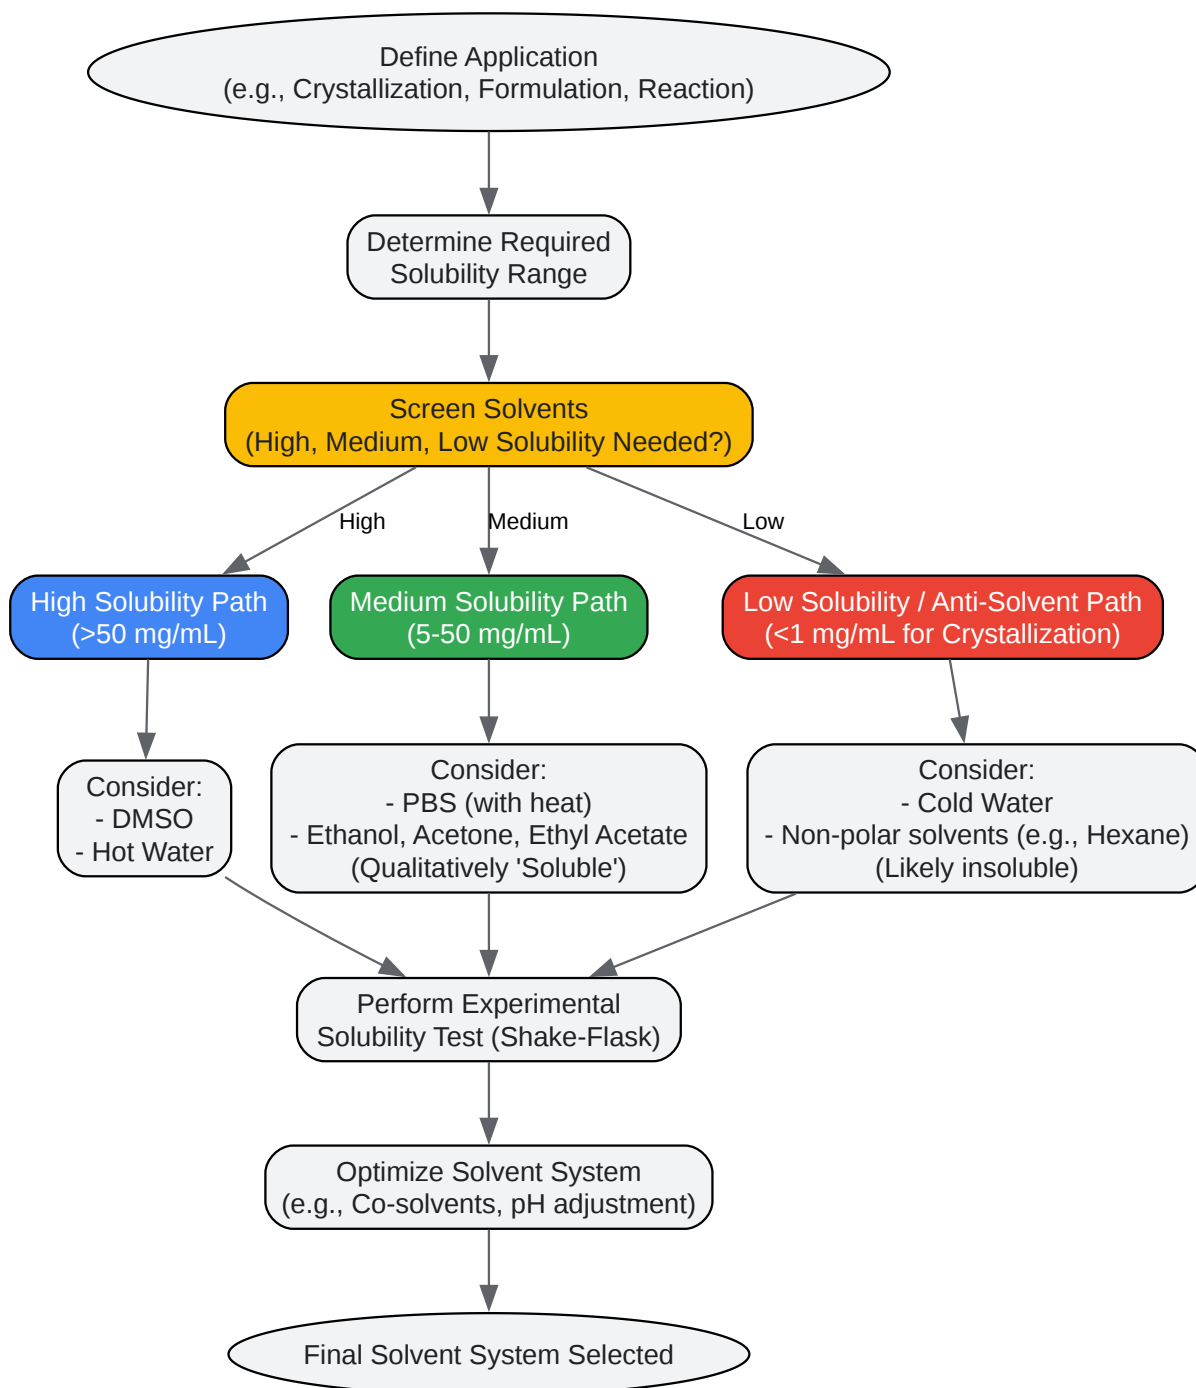 Define Application
(e.g., Crystallization, Formulation, Reaction)
Determine Required
Solubility Range
Screen Solvents
(High, Medium, Low Solubility Needed?)
High
Medium
Low
High Solubility Path
(>50 mg/mL)
Medium Solubility Path
(5-50 mg/mL)
Low Solubility / Anti-Solvent Path
(<1 mg/mL for Crystallization)
Consider:
- DMSO
- Hot Water
Consider:
- PBS (with heat)
- Ethanol, Acetone, Ethyl Acetate
(Qualitatively 'Soluble')
Consider:
- Cold Water
- Non-polar solvents (e.g., Hexane)
(Likely insoluble)
Perform Experimental
Solubility Test (Shake-Flask)
Optimize Solvent System
(e.g., Co-solvents, pH adjustment)
Final Solvent System Selected